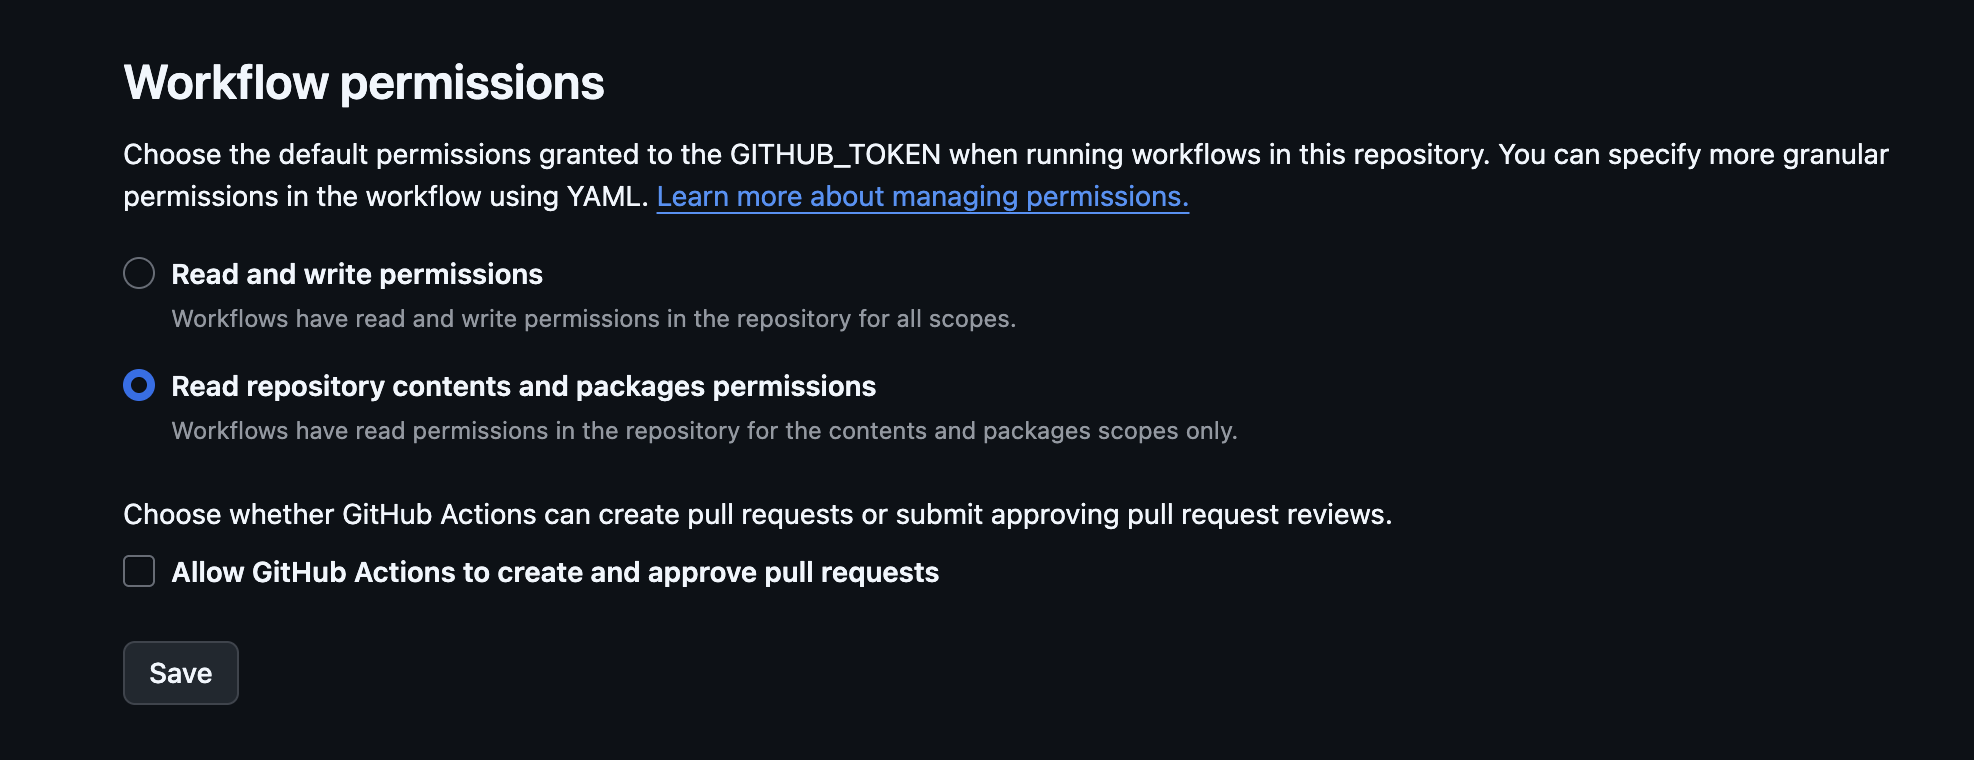 Workflow permissions
Choose the default permissions granted to the GITHUB_TOKEN when running workflows in this repository. You can specify more granular
permissions in the workflow using YAML. Learn more about managing permissions.
Read and write permissions
Workflows have read and write permissions in the repository for all scopes.
Read repository contents and packages permissions
Workflows have read permissions in the repository for the contents and packages scopes only.
Choose whether GitHub Actions can create pull requests or submit approving pull request reviews.
Allow GitHub Actions to create and approve pull requests
Save